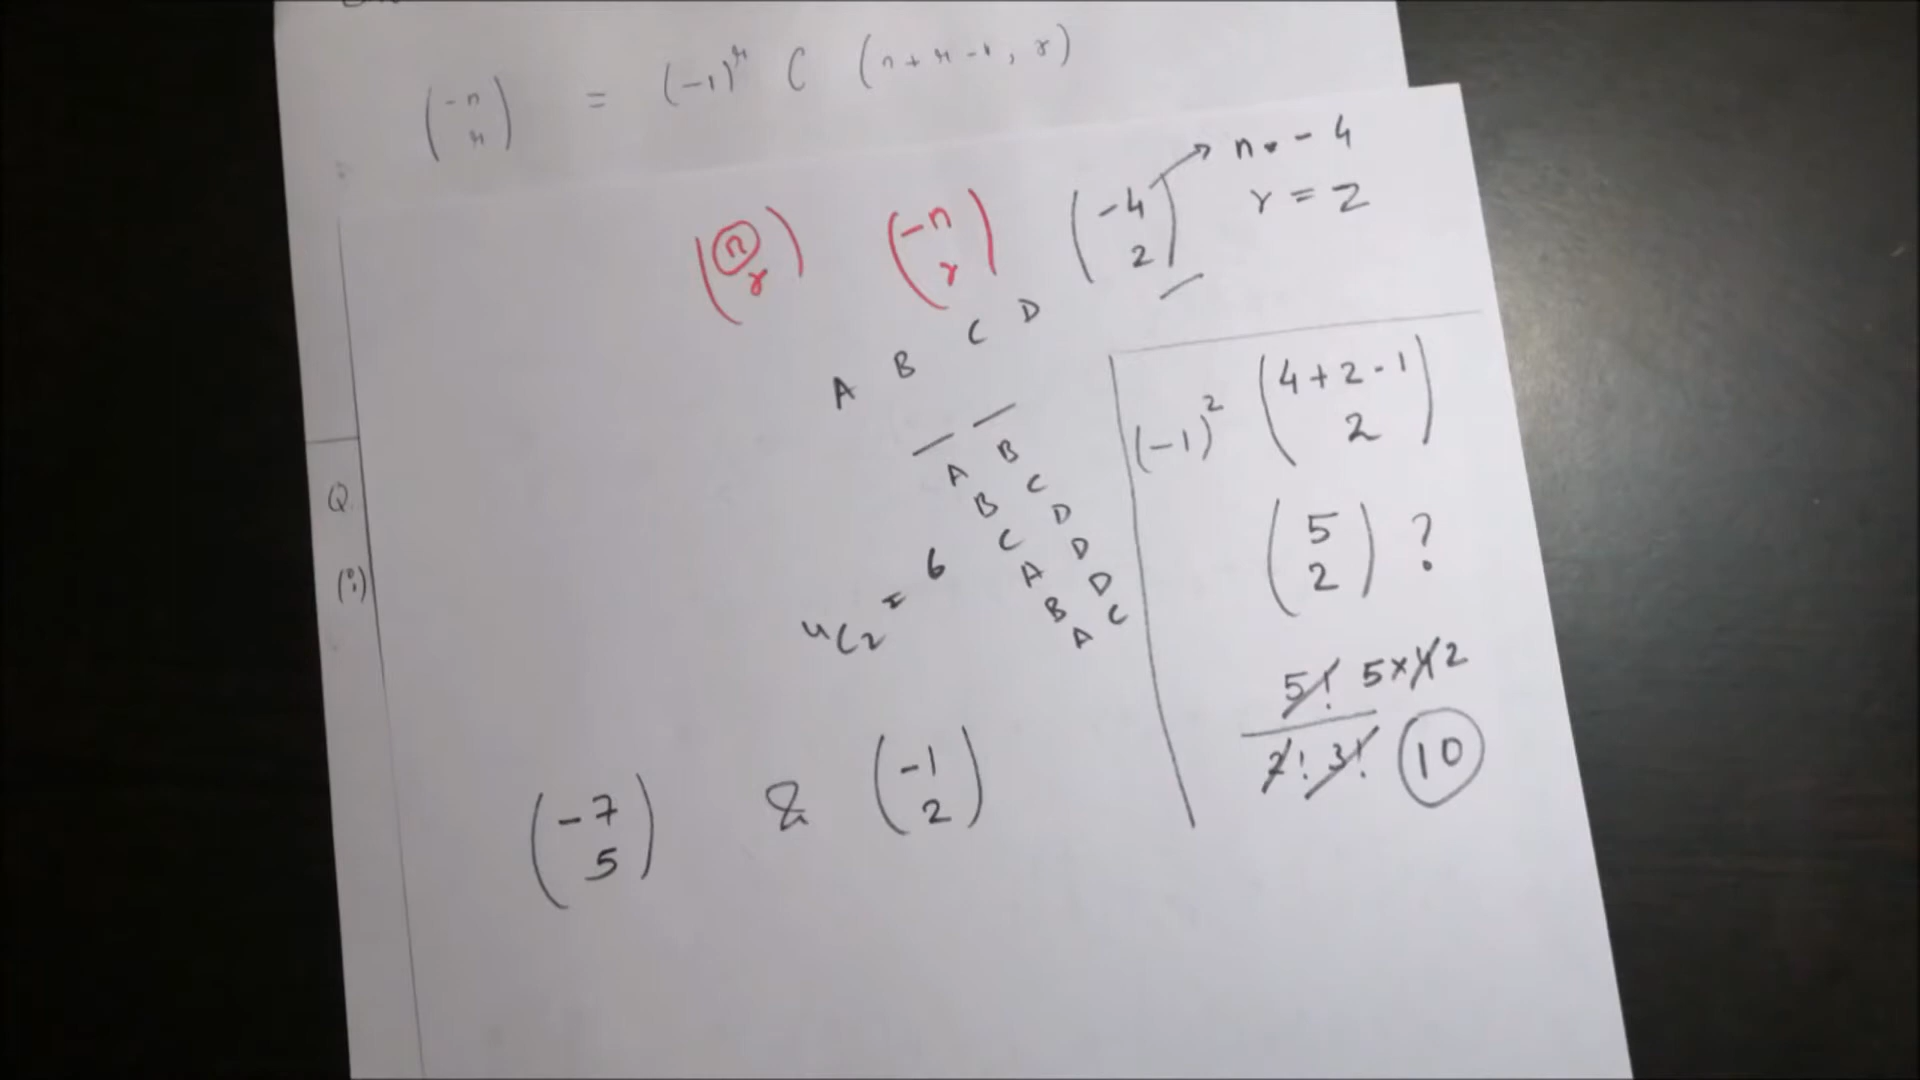 (-n r) = (-1)^r C (n+r-1, r)
(n r) (-n r) (-4 2) → n = -4
r = 2
A B C D
(-1)^2 (4+2-1 2)
A B
B C
C D
A D
B D
A C
4C2 = 6
Q.
(i)
(5 2) ?
5! 5×4 2
2! 3! 10
(-7 5) & (-1 2)